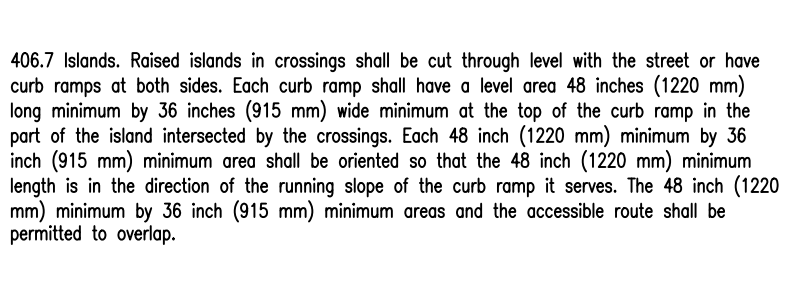 406.7 Islands. Raised islands in crossings shall be cut through level with the street or have
curb ramps at both sides. Each curb ramp shall have a level area 48 inches (1220 mm)
long minimum by 36 inches (915 mm) wide minimum at the top of the curb ramp in the
part of the island intersected by the crossings. Each 48 inch (1220 mm) minimum by 36
inch (915 mm) minimum area shall be oriented so that the 48 inch (1220 mm) minimum
length is in the direction of the running slope of the curb ramp it serves. The 48 inch (1220
mm) minimum by 36 inch (915 mm) minimum areas and the accessible route shall be
permitted to overlap.